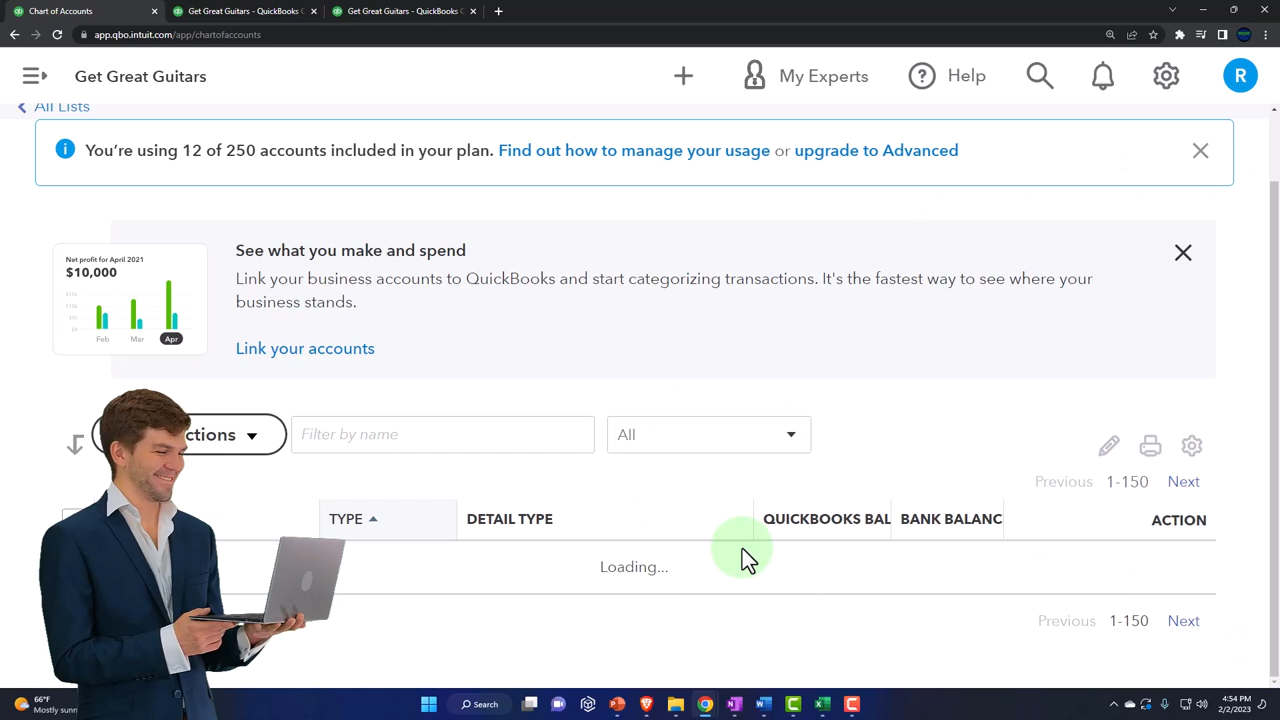 Chart of Accounts
Get Great Guitars - QuickBooks
Get Great Guitars - QuickBooks
app.qbo.intuit.com/app/chartofaccounts
Get Great Guitars
My Experts
Help
R
All Lists
You're using 12 of 250 accounts included in your plan. Find out how to manage your usage or upgrade to Advanced
See what you make and spend
Link your business accounts to QuickBooks and start categorizing transactions. It's the fastest way to see where your
business stands.
Link your accounts
Net profit for April 2021
$10,000
Feb Mar Apr
ctions
Filter by name
All
Previous 1-150 Next
TYPE
DETAIL TYPE
QUICKBOOKS BAL
BANK BALANC
ACTION
Loading...
Previous 1-150 Next
66°F
Mostly sunn
Search
4:54 PM
2/2/2023